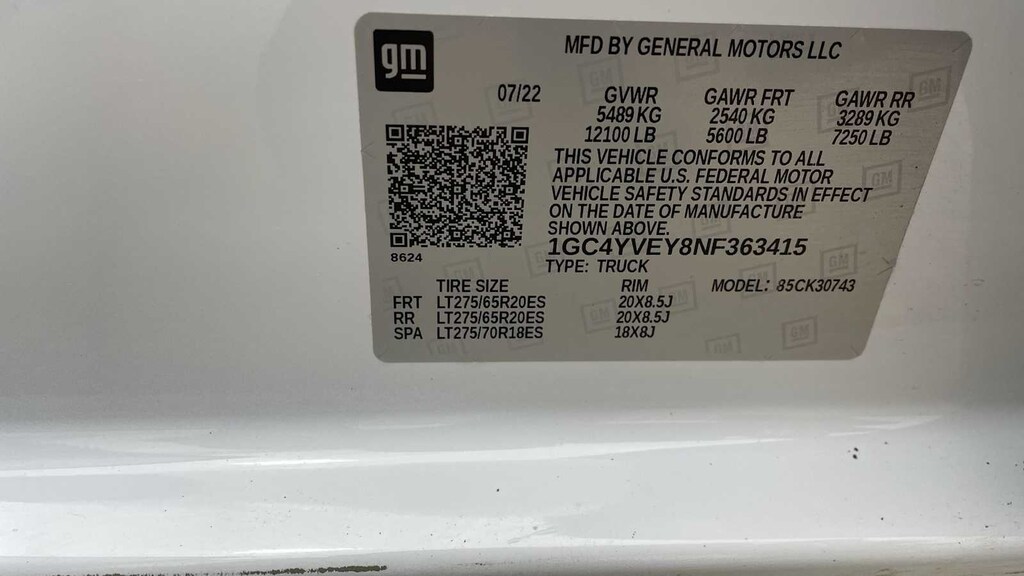 gm
MFD BY GENERAL MOTORS LLC
07/22
GVWR GAWR FRT GAWR RR
5489 KG 2540 KG 3289 KG
12100 LB 5600 LB 7250 LB
THIS VEHICLE CONFORMS TO ALL
APPLICABLE U.S. FEDERAL MOTOR
VEHICLE SAFETY STANDARDS IN EFFECT
ON THE DATE OF MANUFACTURE
SHOWN ABOVE.
8624
1GC4YVEY8NF363415
TYPE: TRUCK
TIRE SIZE RIM MODEL: 85CK30743
FRT LT275/65R20ES 20X8.5J
RR LT275/65R20ES 20X8.5J
SPA LT275/70R18ES 18X8J